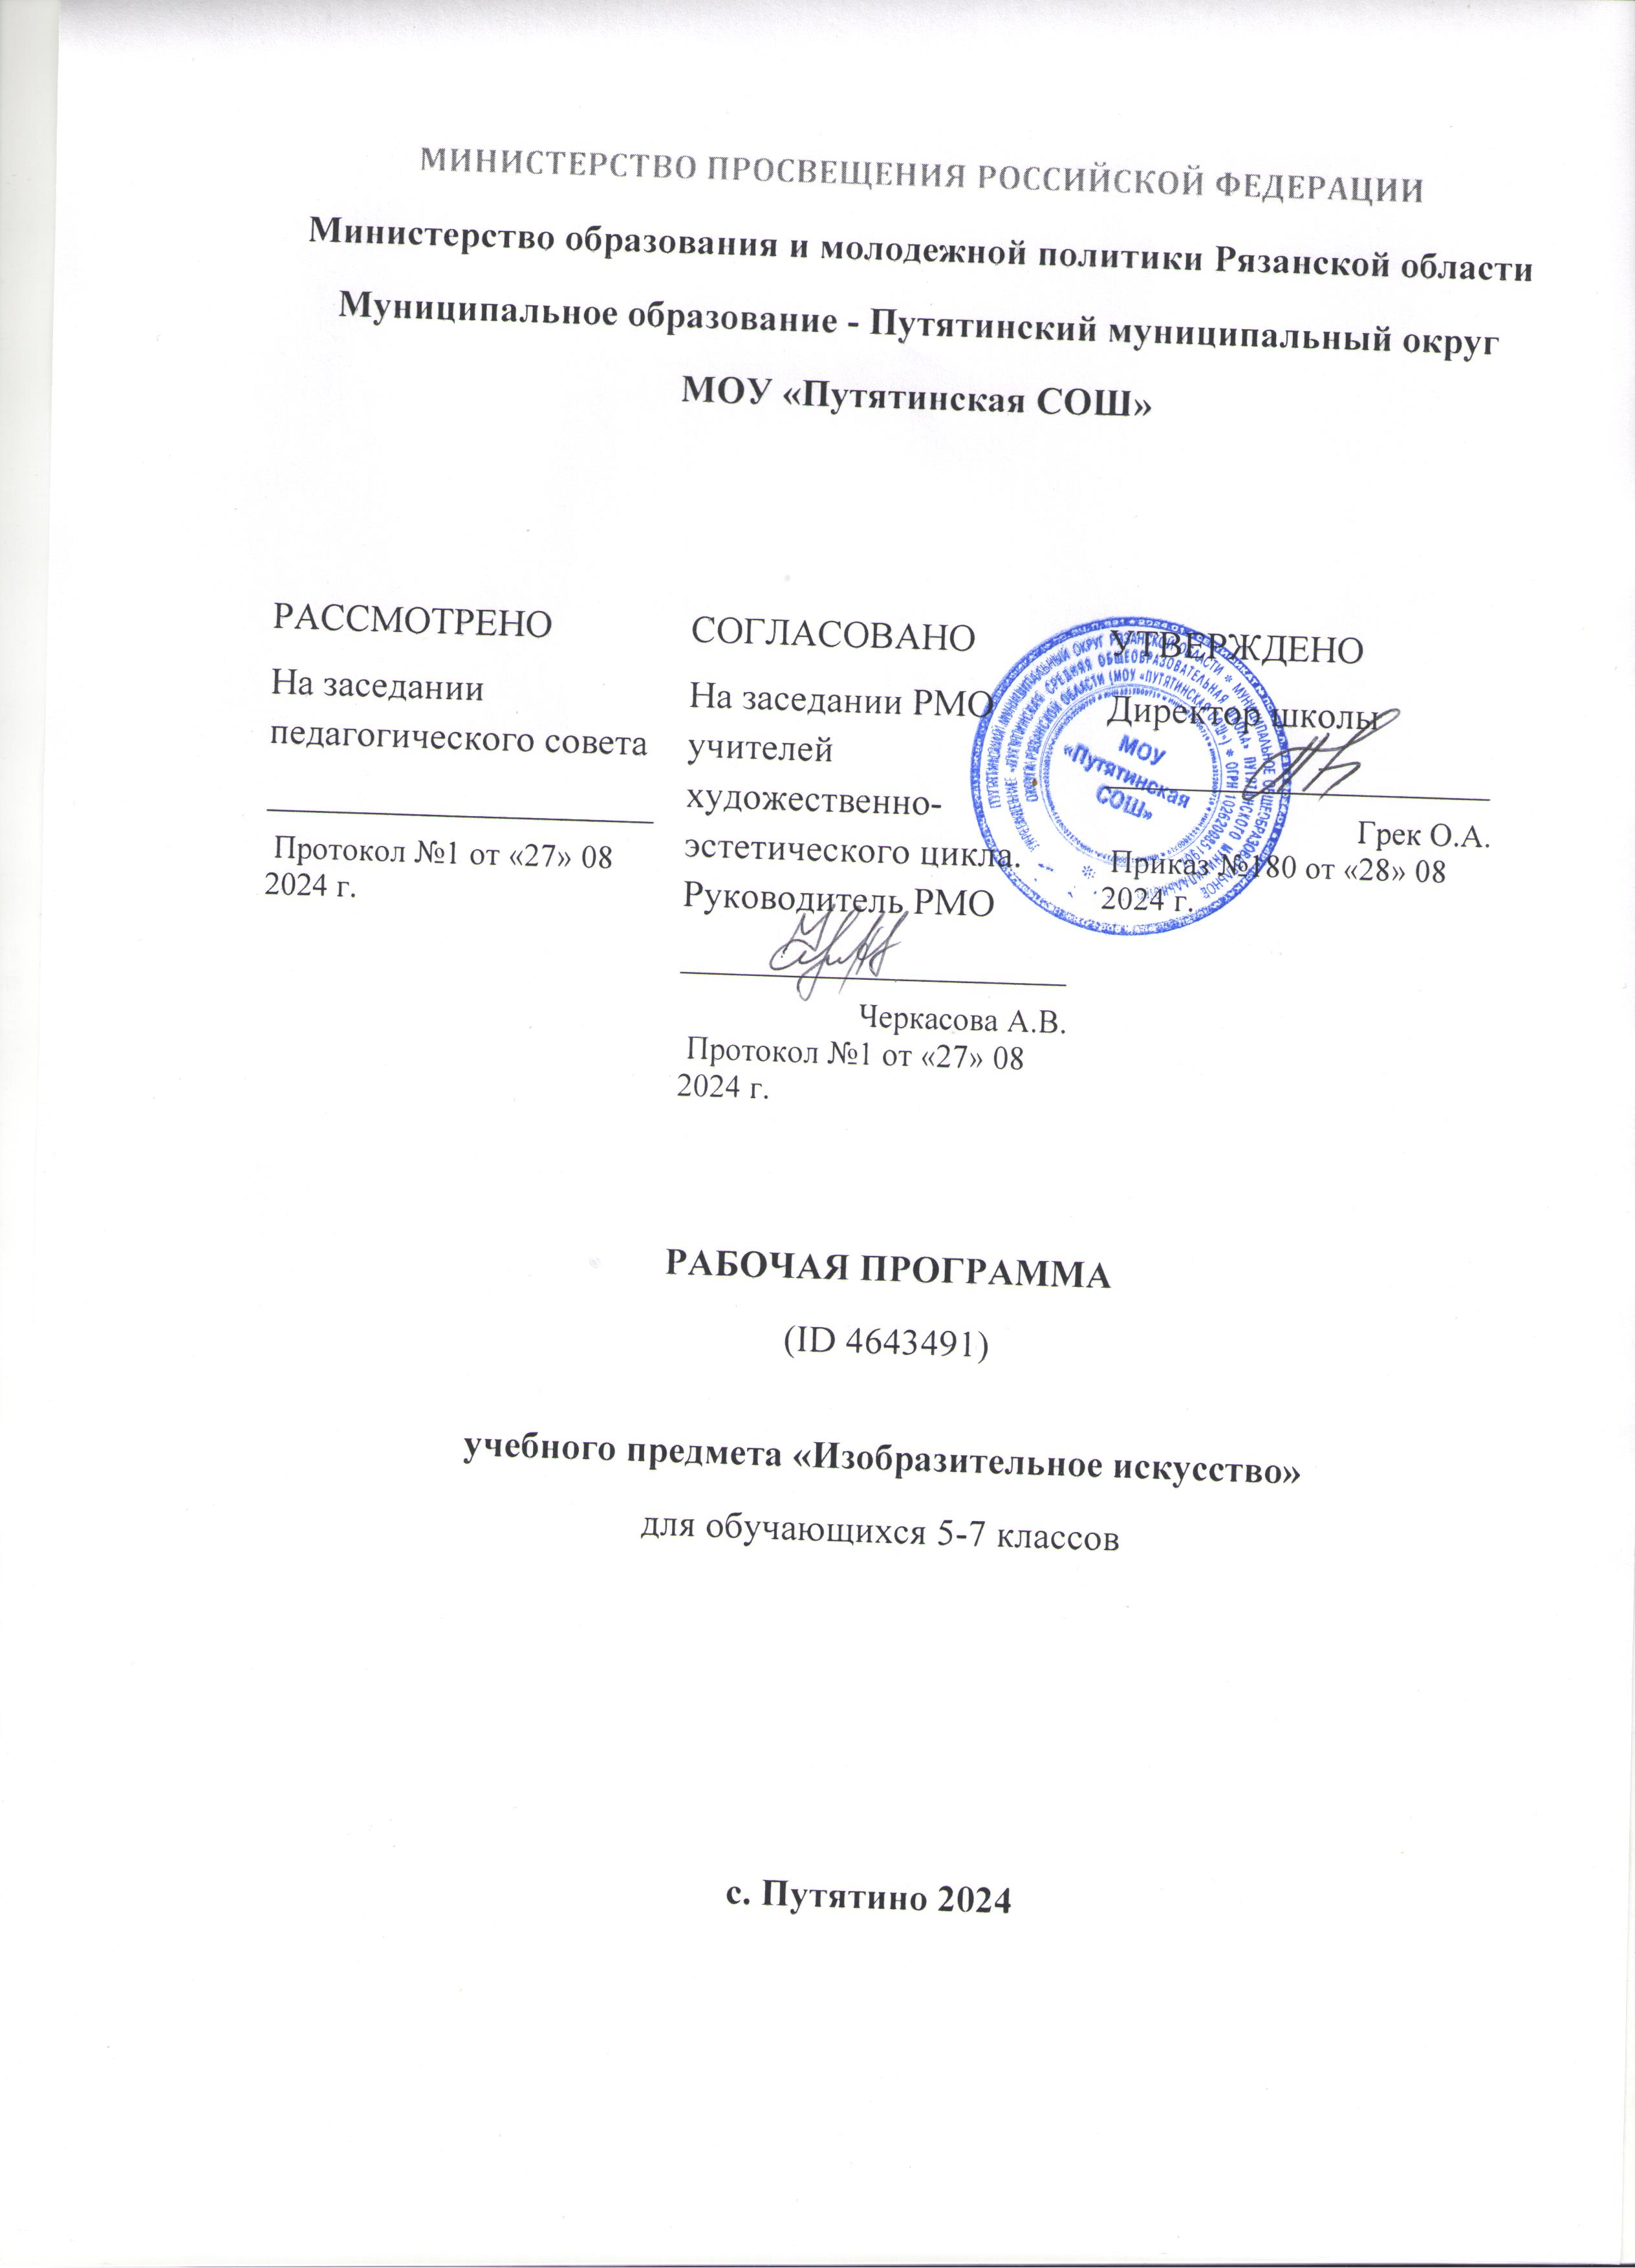 МИНИСТЕРСТВО ПРОСВЕЩЕНИЯ РОССИЙСКОЙ ФЕДЕРАЦИИ
Министерство образования и молодежной политики Рязанской области
Муниципальное образование - Путятинский муниципальный округ
МОУ «Путятинская СОШ»
РАССМОТРЕНО
На заседании
педагогического совета
Протокол №1 от «27» 08
2024 г.
СОГЛАСОВАНО
На заседании РМО
учителей
художественно-
эстетического цикла.
Руководитель РМО
Черкасова А.В.
Протокол №1 от «27» 08
2024 г.
УТВЕРЖДЕНО
Директор школы
Грек О.А.
Приказ №180 от «28» 08
2024 г.
МОУ
«Путятинская
СОШ»
РАБОЧАЯ ПРОГРАММА
(ID 4643491)
учебного предмета «Изобразительное искусство»
для обучающихся 5-7 классов
с. Путятино 2024